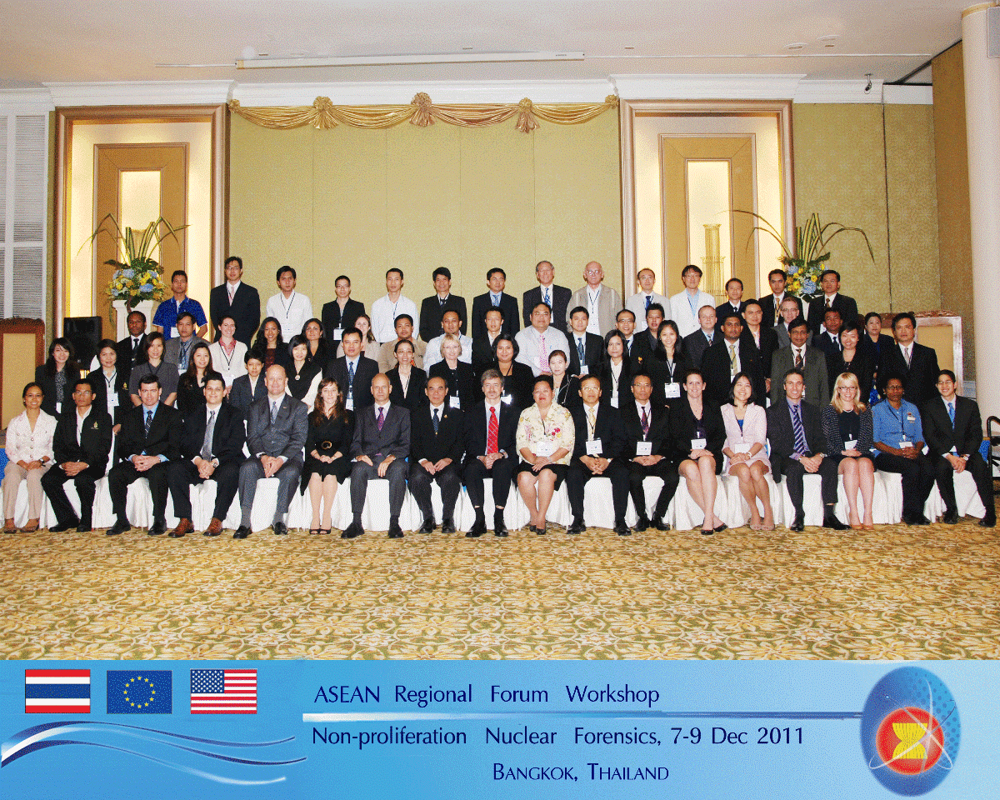 ASEAN Regional Forum Workshop
Non-proliferation Nuclear Forensics, 7-9 Dec 2011
BANGKOK, THAILAND